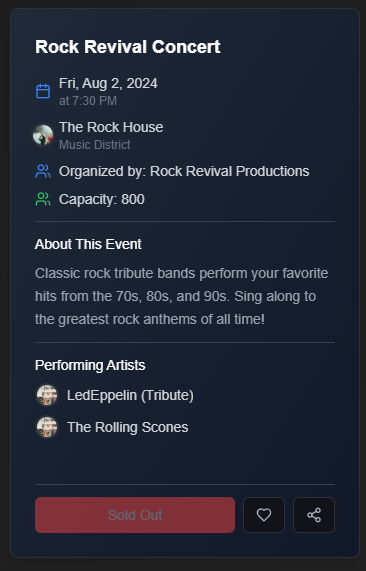 Rock Revival Concert
Fri, Aug 2, 2024
at 7:30 PM
The Rock House
Music District
Organized by: Rock Revival Productions
Capacity: 800
About This Event
Classic rock tribute bands perform your favorite
hits from the 70s, 80s, and 90s. Sing along to
the greatest rock anthems of all time!
Performing Artists
LedEppelin (Tribute)
The Rolling Scones
Sold Out